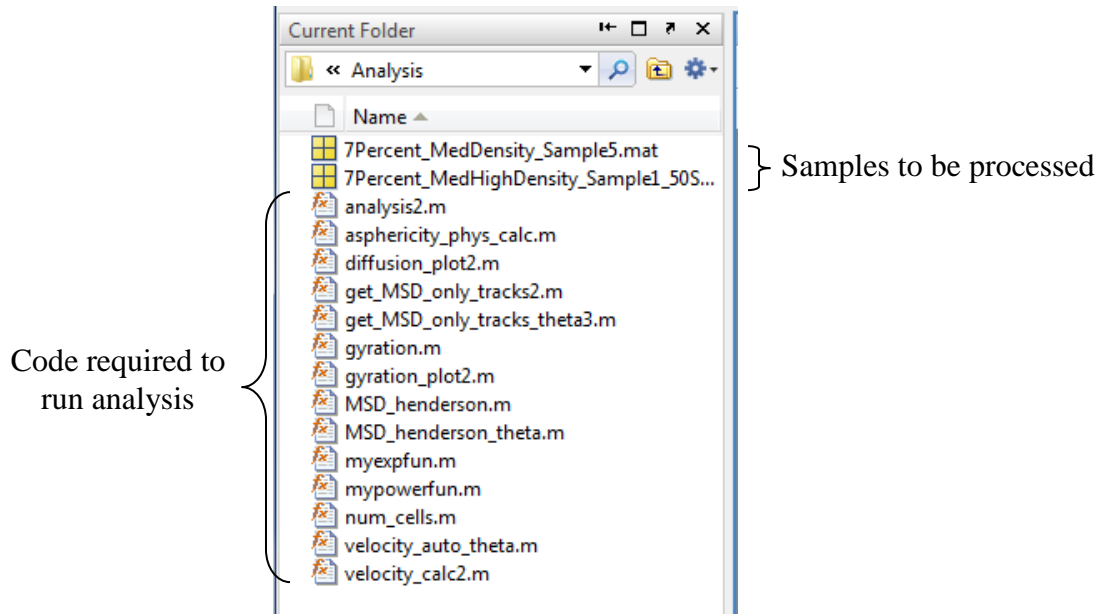 Current Folder
« Analysis
Name
7Percent_MedDensity_Sample5.mat
7Percent_MedHighDensity_Sample1_50S...
Samples to be processed
analysis2.m
asphericity_phys_calc.m
diffusion_plot2.m
get_MSD_only_tracks2.m
get_MSD_only_tracks_theta3.m
gyration.m
gyration_plot2.m
MSD_henderson.m
MSD_henderson_theta.m
myexpfun.m
mypowerfun.m
num_cells.m
velocity_auto_theta.m
velocity_calc2.m
Code required to
run analysis